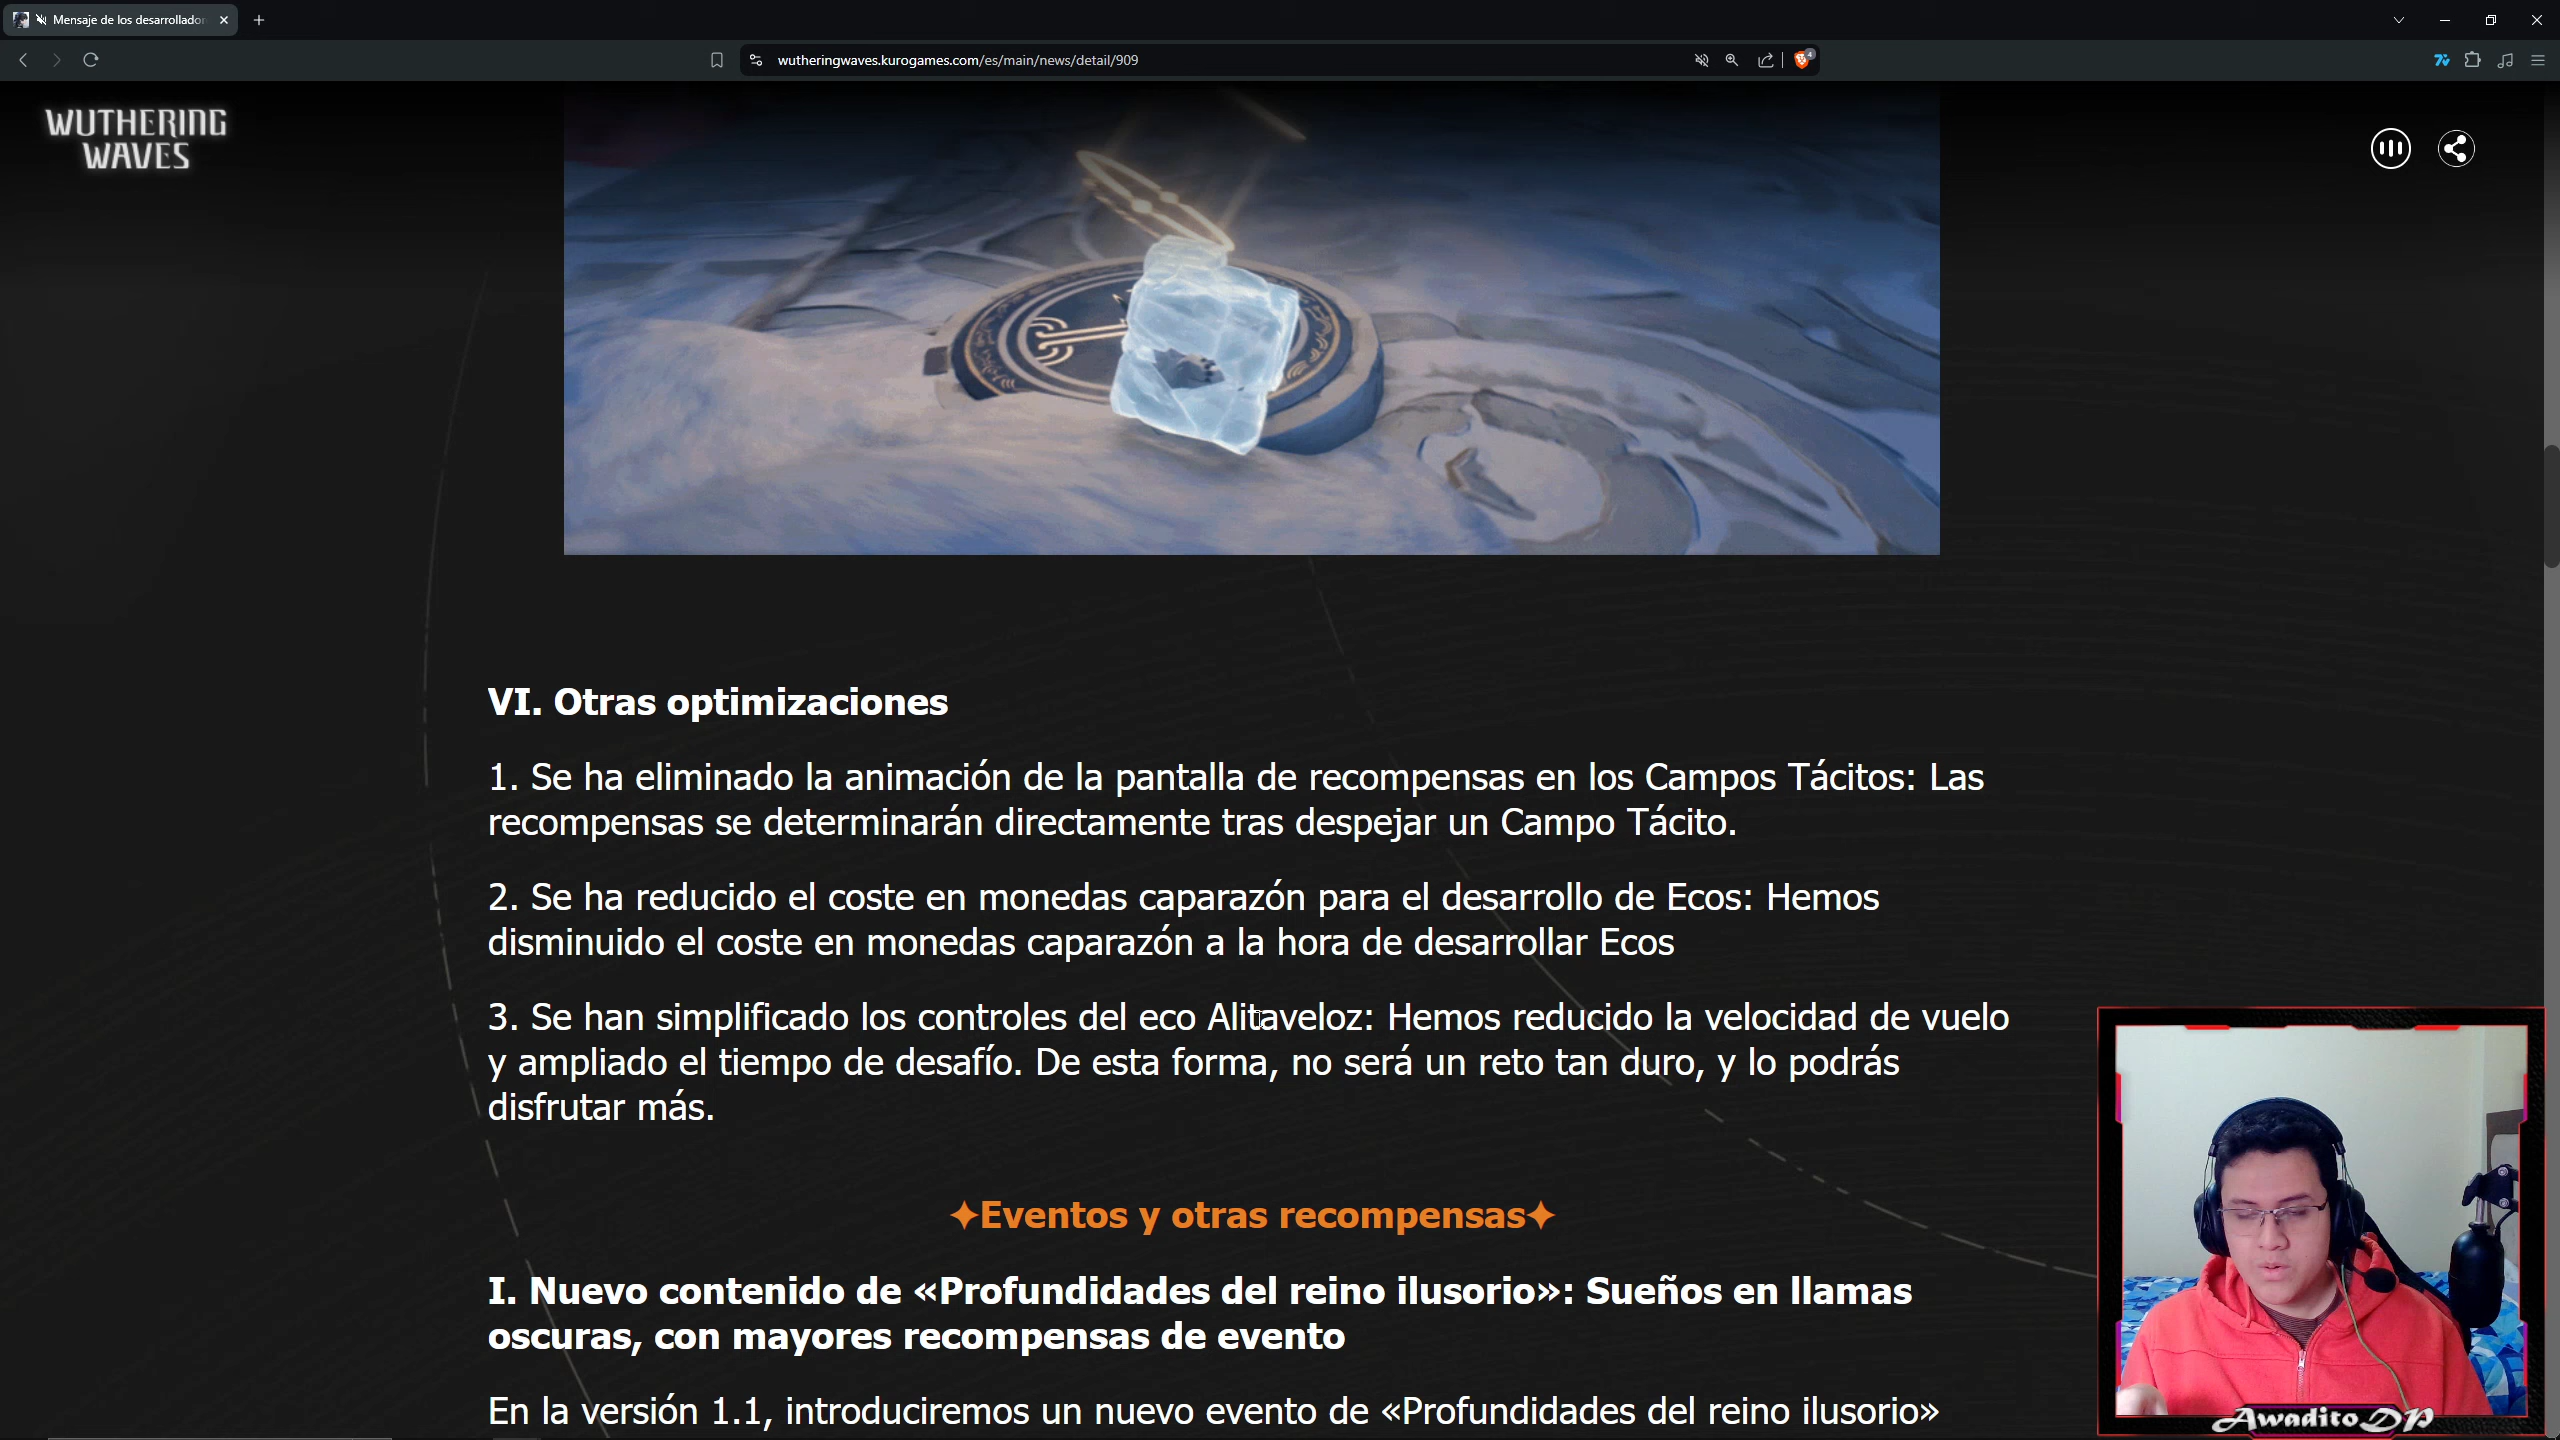 Mensaje de los desarrollador
wutheringwaves.kurogames.com/es/main/news/detail/909
4
WUTHERING
WAVES
VI. Otras optimizaciones
1. Se ha eliminado la animación de la pantalla de recompensas en los Campos Tácitos: Las
recompensas se determinarán directamente tras despejar un Campo Tácito.
2. Se ha reducido el coste en monedas caparazón para el desarrollo de Ecos: Hemos
disminuido el coste en monedas caparazón a la hora de desarrollar Ecos
3. Se han simplificado los controles del eco Alitaveloz: Hemos reducido la velocidad de vuelo
y ampliado el tiempo de desafío. De esta forma, no será un reto tan duro, y lo podrás
disfrutar más.
✦Eventos y otras recompensas✦
I. Nuevo contenido de «Profundidades del reino ilusorio»: Sueños en llamas
oscuras, con mayores recompensas de evento
En la versión 1.1, introduciremos un nuevo evento de «Profundidades del reino ilusorio»
AwaditoDP